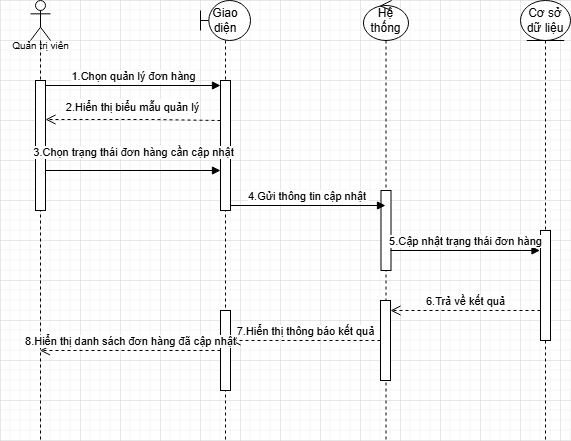 Quản trị viên
Giao
diện
Hệ
thống
Cơ sở
dữ liệu
1.Chọn quản lý đơn hàng
2.Hiển thị biểu mẫu quản lý
3.Chọn trạng thái đơn hàng cần cập nhật
4.Gửi thông tin cập nhật
5.Cập nhật trạng thái đơn hàng
6.Trả về kết quả
7.Hiển thị thông báo kết quả
8.Hiển thị danh sách đơn hàng đã cập nhật